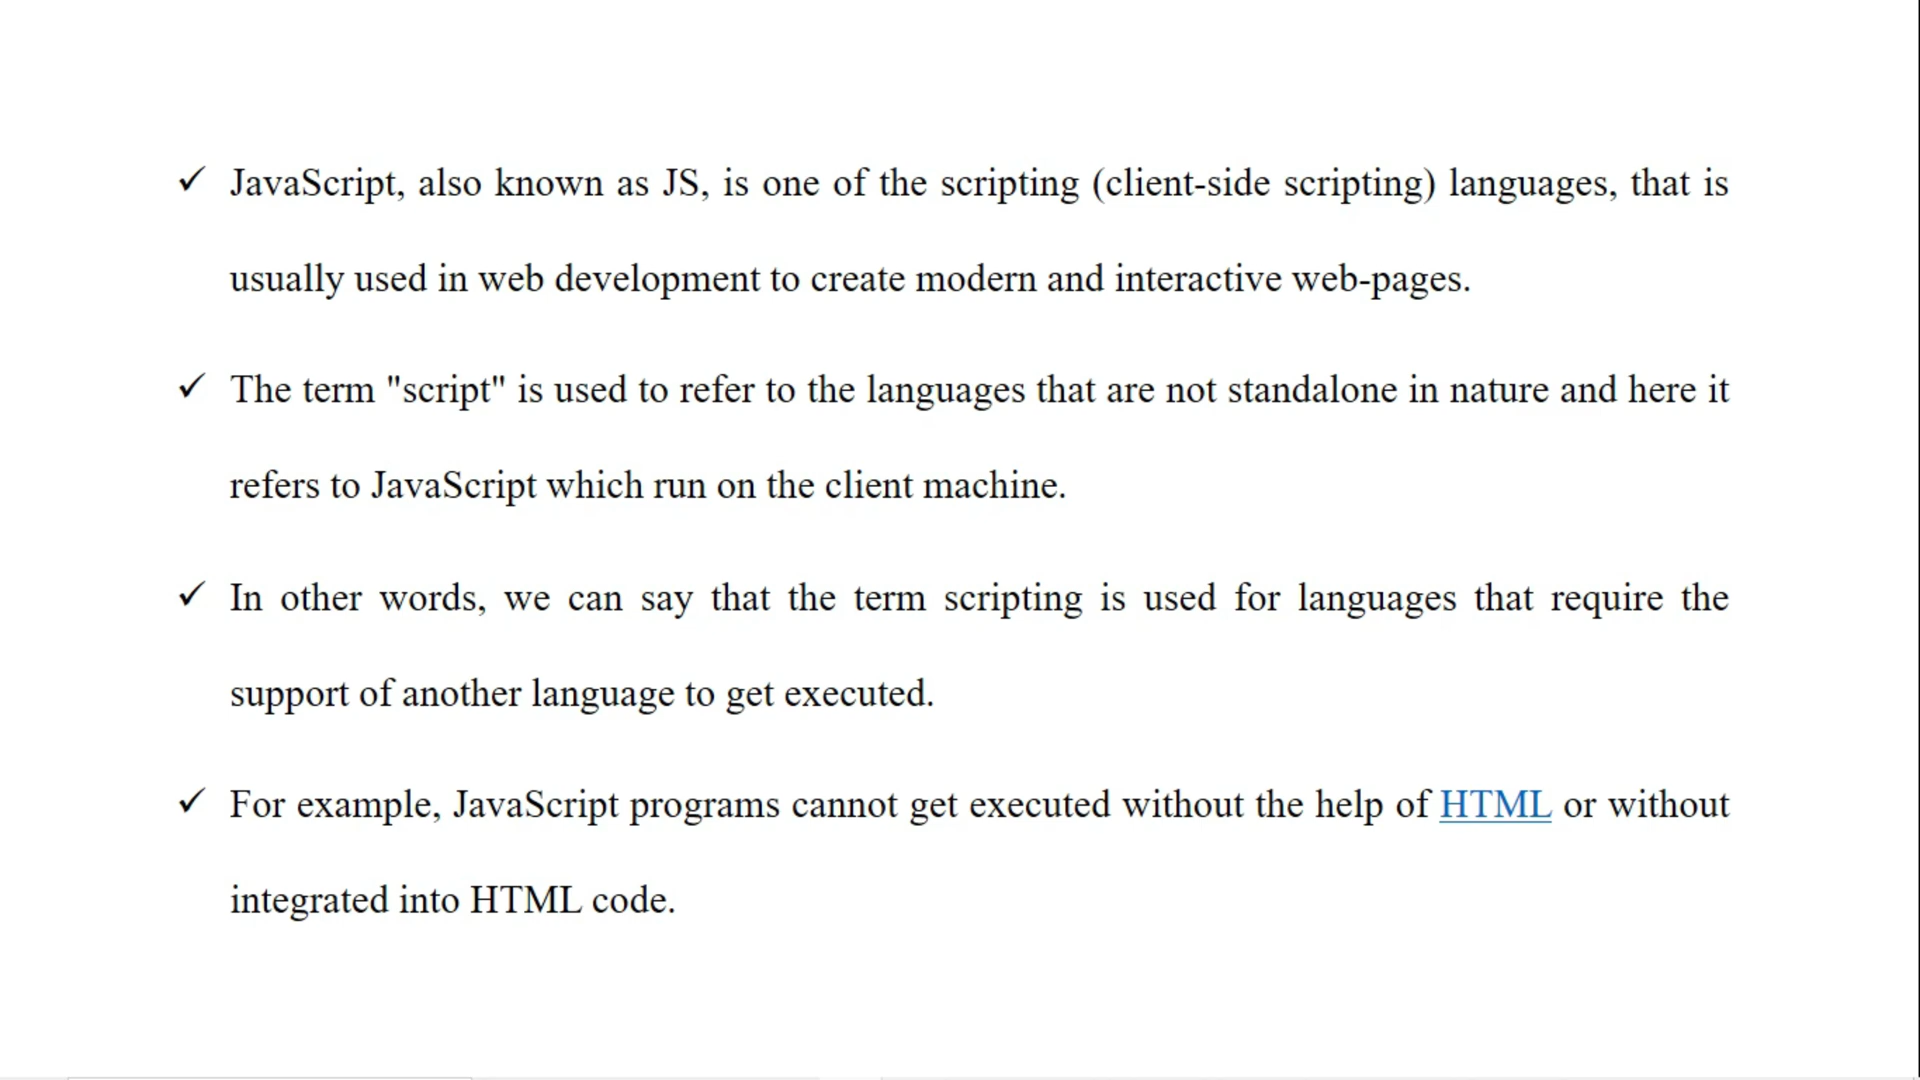 ✓ JavaScript, also known as JS, is one of the scripting (client-side scripting) languages, that is
usually used in web development to create modern and interactive web-pages.
✓ The term "script" is used to refer to the languages that are not standalone in nature and here it
refers to JavaScript which run on the client machine.
✓ In other words, we can say that the term scripting is used for languages that require the
support of another language to get executed.
✓ For example, JavaScript programs cannot get executed without the help of HTML or without
integrated into HTML code.